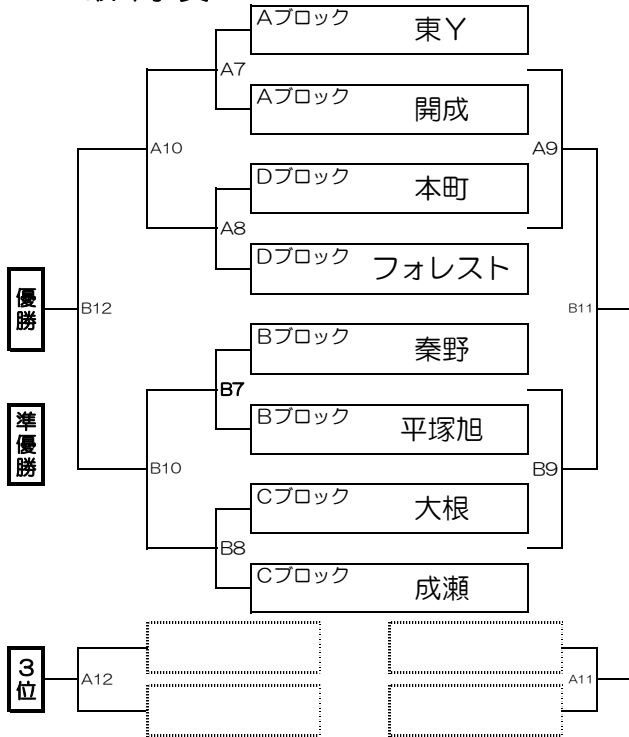 Aブロック 東Y
A7
Aブロック 開成
A10
A9
Dブロック 本町
A8
Dブロック フォレスト
優勝
B12
B11
Bブロック 秦野
B7
Bブロック 平塚旭
準優勝
B10
B9
Cブロック 大根
B8
Cブロック 成瀬
3位
A12
A11